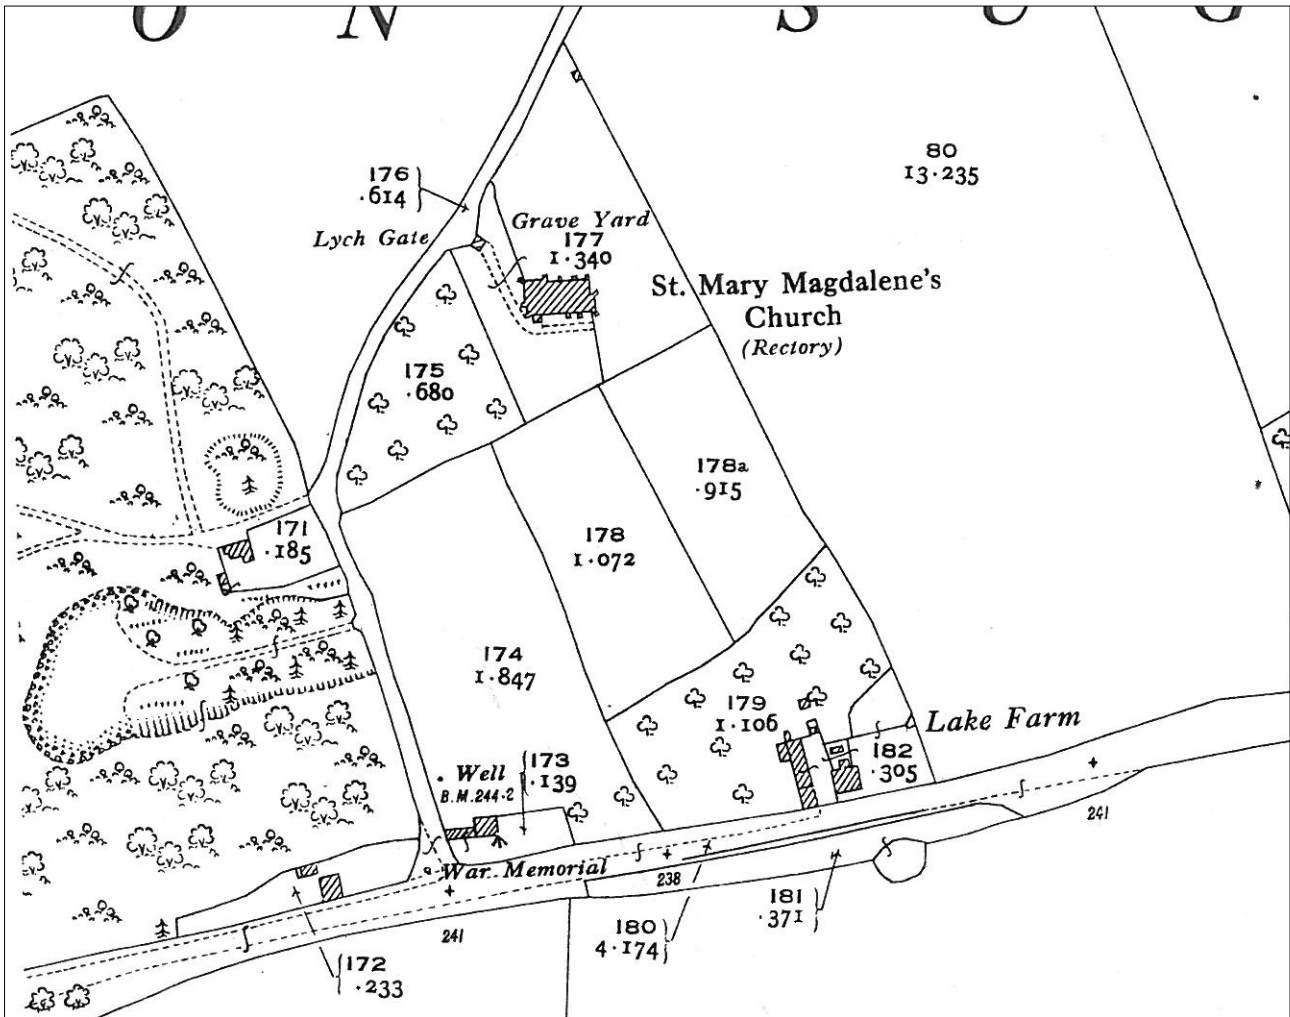 O N S U G
80
13·235
176
·614
Lych Gate
Grave Yard
177
1·340
St. Mary Magdalene's
Church
(Rectory)
175
·680
178a
·915
171
·185
178
1·072
174
1·847
179
1·106
Lake Farm
182
·305
173
·139
Well
B.M.244·2
War Memorial
241
238
241
181
·371
180
4·174
172
·233